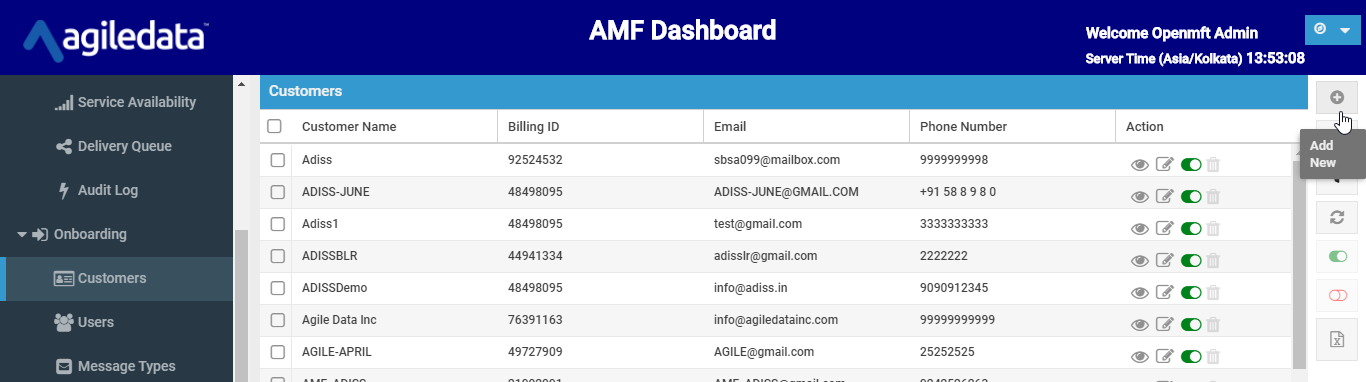 agiledata™
AMF Dashboard
Welcome Openmft Admin
Server Time (Asia/Kolkata) 13:53:08
Service Availability
Delivery Queue
Audit Log
Onboarding
Customers
Users
Message Types
Customers
Customer Name Billing ID Email Phone Number Action
Adiss 92524532 sbsa099@mailbox.com 9999999998
ADISS-JUNE 48498095 ADISS-JUNE@GMAIL.COM +91 58 8 9 8 0
Adiss1 48498095 test@gmail.com 3333333333
ADISSBLR 44941334 adisslr@gmail.com 2222222
ADISSDemo 48498095 info@adiss.in 9090912345
Agile Data Inc 76391163 info@agiledatainc.com 99999999999
AGILE-APRIL 49727909 AGILE@gmail.com 25252525
Add
New